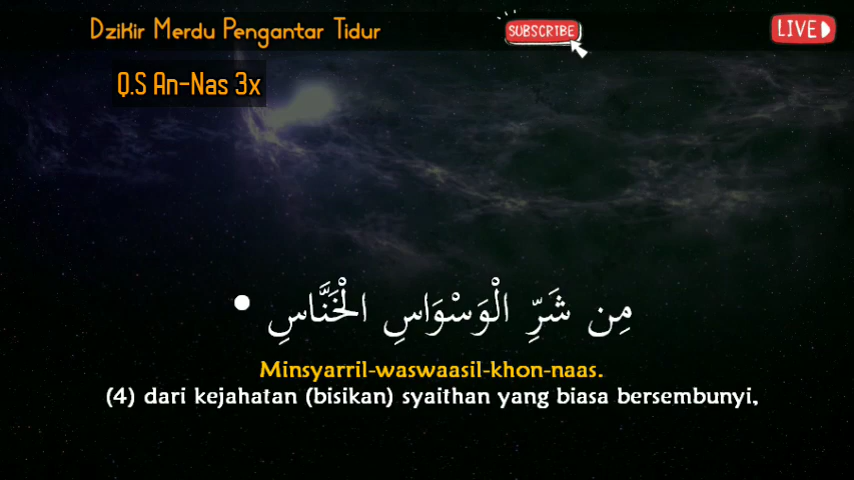 Dzikir Merdu Pengantar Tidur
SUBSCRIBE
LIVE
Q.S An-Nas 3x
مِن شَرِّ الْوَسْوَاسِ الْخَنَّاسِ •
Minsyarril-waswaasil-khon-naas.
(4) dari kejahatan (bisikan) syaithan yang biasa bersembunyi,